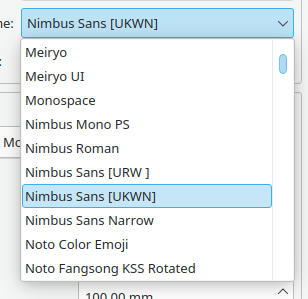 ne: Nimbus Sans [UKWN]
Meiryo
Meiryo UI
Monospace
Nimbus Mono PS
Nimbus Roman
Mo
Nimbus Sans [URW ]
Nimbus Sans [UKWN]
Nimbus Sans Narrow
Noto Color Emoji
Noto Fangsong KSS Rotated
100.00 mm